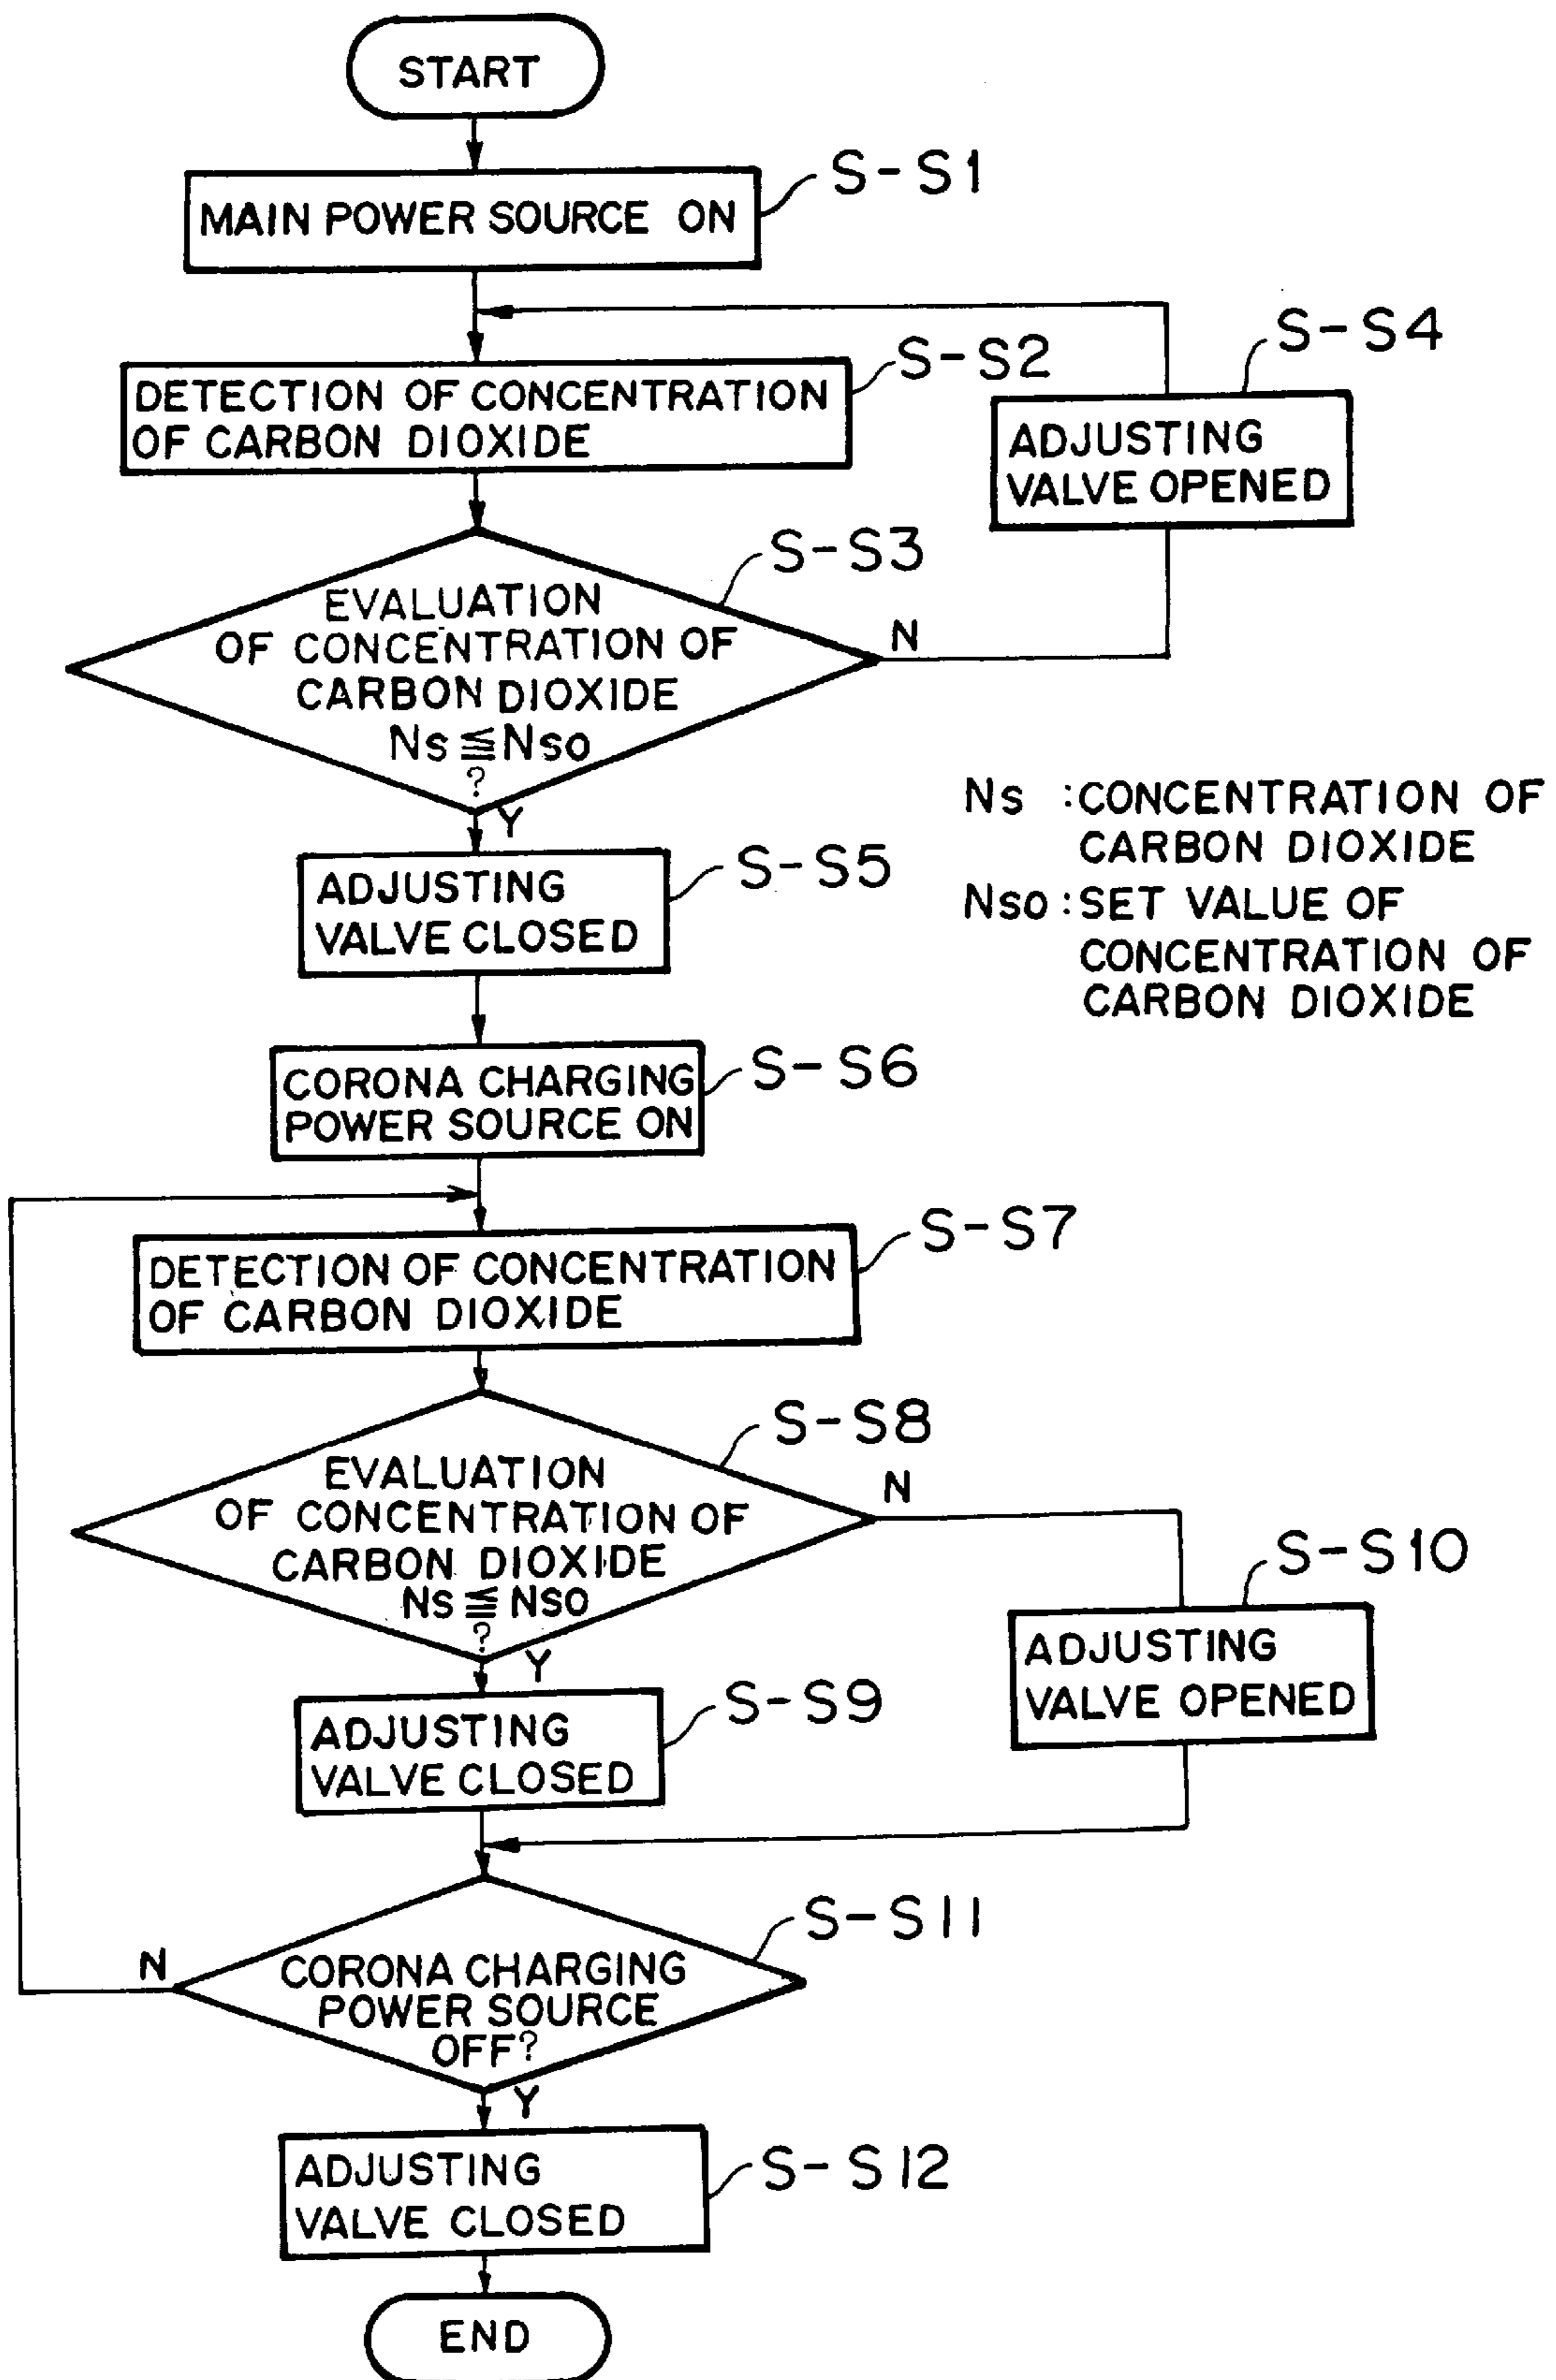 START
S-S1
MAIN POWER SOURCE ON
S-S4
S-S2
DETECTION OF CONCENTRATION
OF CARBON DIOXIDE
ADJUSTING
VALVE OPENED
S-S3
EVALUATION
OF CONCENTRATION OF
CARBON DIOXIDE
Ns ≦ Nso
?
N
Y
Ns : CONCENTRATION OF
CARBON DIOXIDE
Nso : SET VALUE OF
CONCENTRATION OF
CARBON DIOXIDE
S-S5
ADJUSTING
VALVE CLOSED
S-S6
CORONA CHARGING
POWER SOURCE ON
S-S7
DETECTION OF CONCENTRATION
OF CARBON DIOXIDE
S-S8
EVALUATION
OF CONCENTRATION OF
CARBON DIOXIDE
Ns ≦ Nso
?
N
Y
S-S10
ADJUSTING
VALVE OPENED
S-S9
ADJUSTING
VALVE CLOSED
S-S11
N
CORONA CHARGING
POWER SOURCE
OFF?
Y
S-S12
ADJUSTING
VALVE CLOSED
END